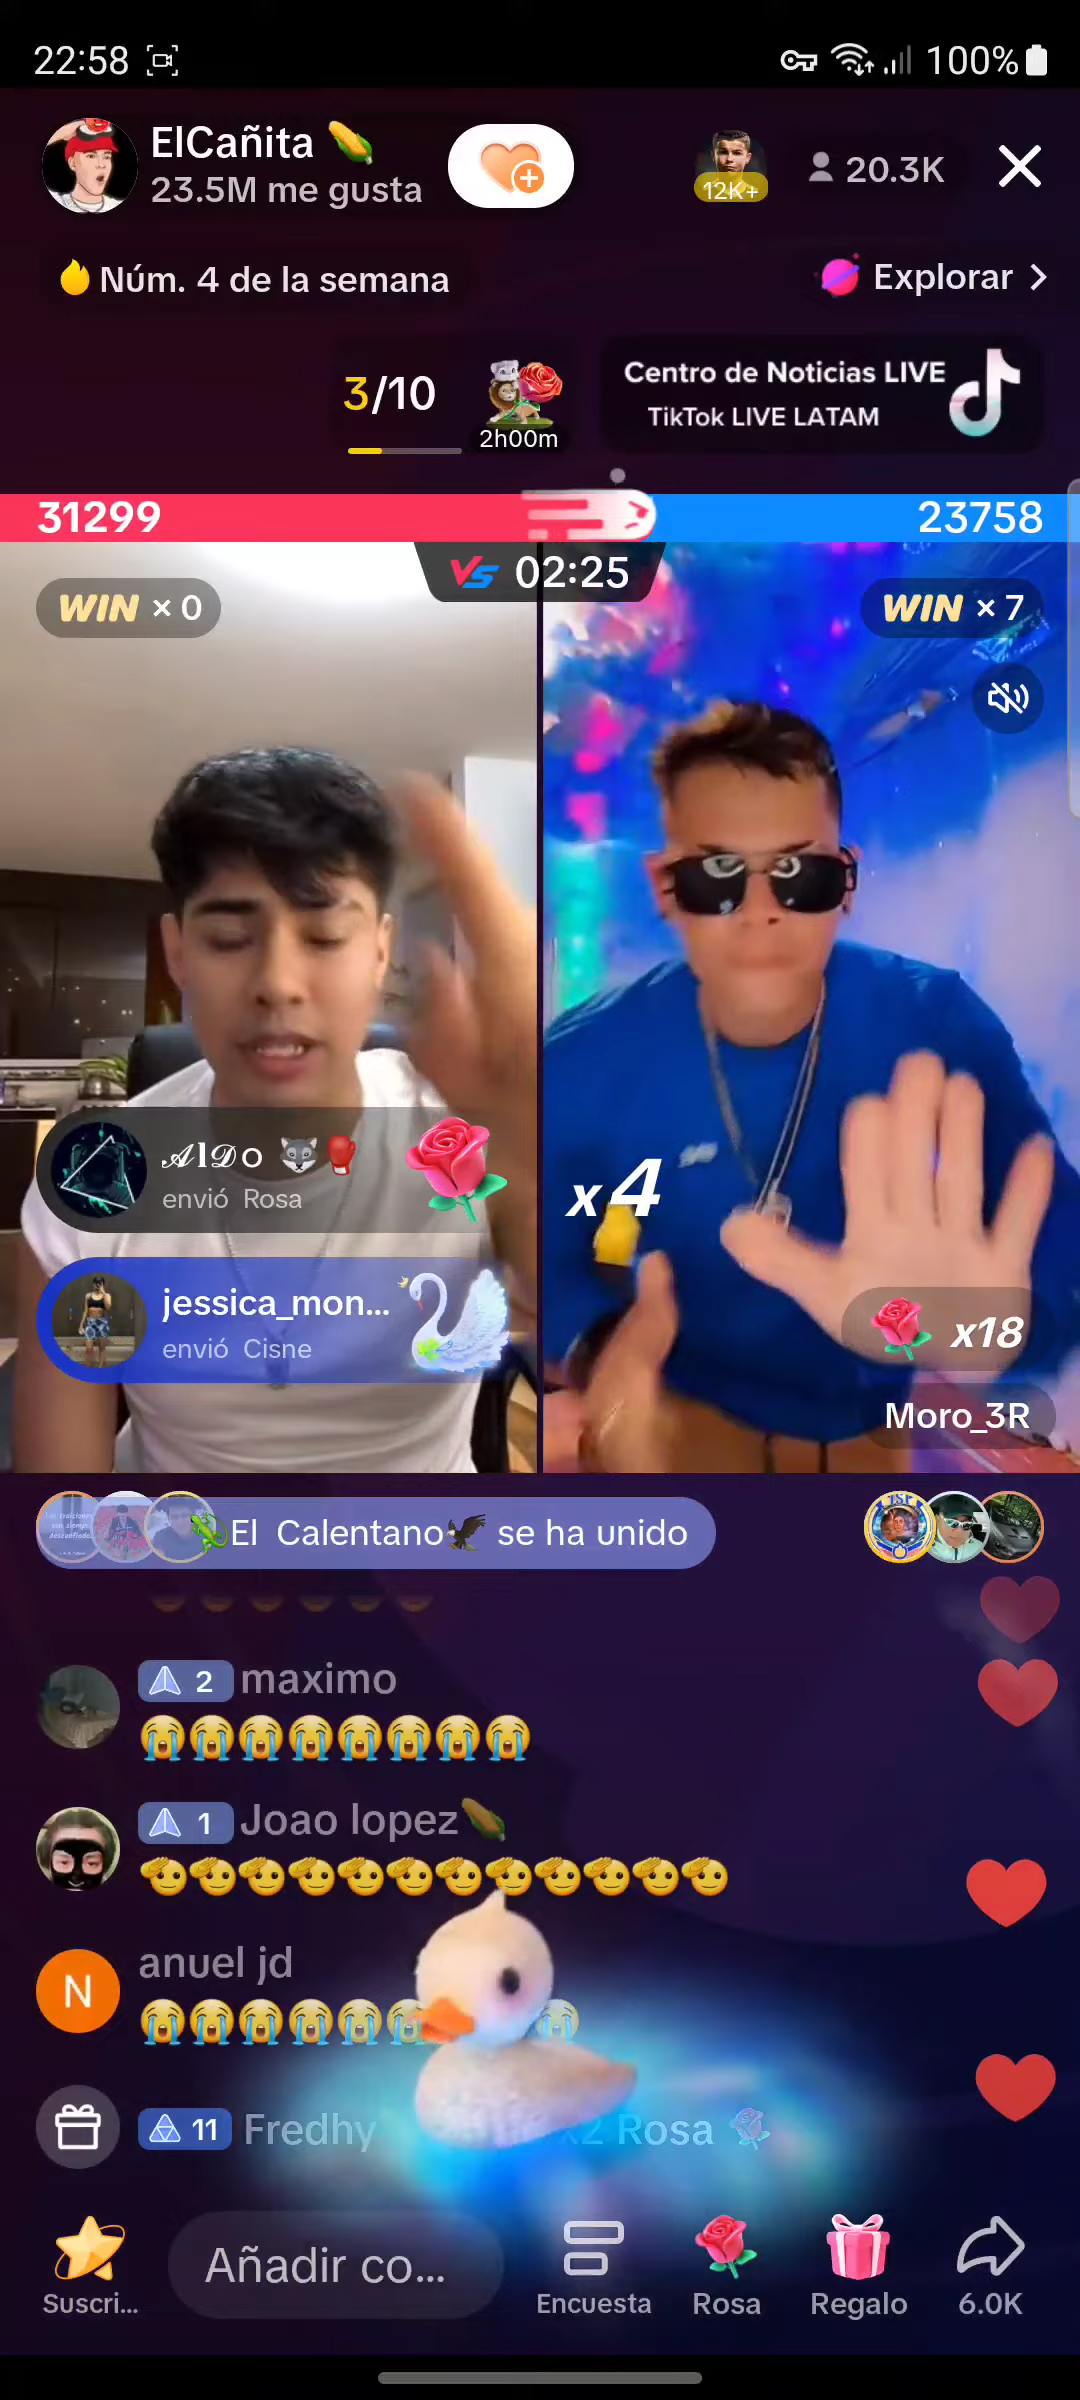 22:58
100%
ElCañita 🌽
23.5M me gusta
12K+
20.3K
Núm. 4 de la semana
Explorar >
3/10
2h00m
Centro de Noticias LIVE
TikTok LIVE LATAM
31299
23758
VS 02:25
WIN × 0
WIN × 7
𝒜l𝒟o 🐺🥊
envió Rosa
x4
jessica_mon...
envió Cisne
x18
Moro_3R
🦎El Calentano🦅 se ha unido
2 maximo
😭😭😭😭😭😭😭😭
1 Joao lopez🌽
🫡🫡🫡🫡🫡🫡🫡🫡🫡🫡🫡🫡
N
anuel jd
11 Fredhy
x2 Rosa
Suscri...
Añadir co...
Encuesta
Rosa
Regalo
6.0K